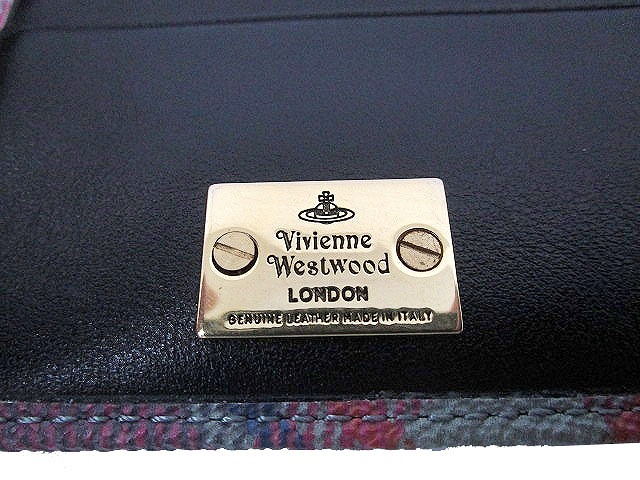 Vivienne
Westwood
LONDON
GENUINE LEATHER MADE IN ITALY